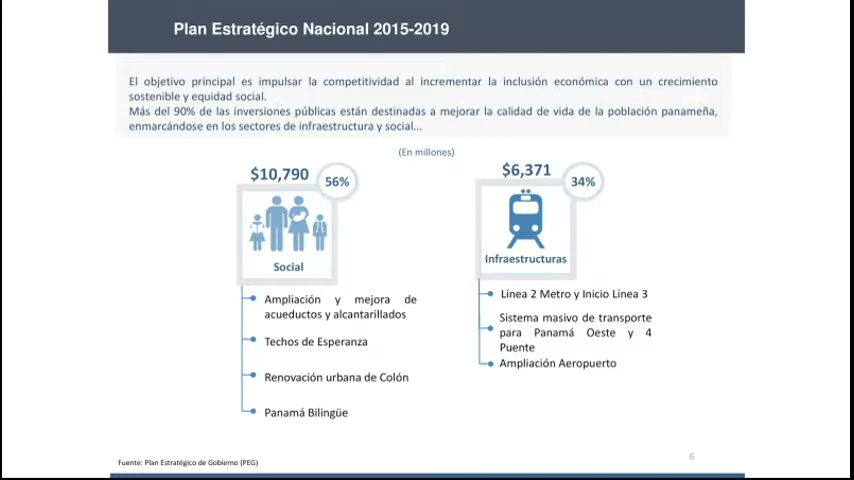 Plan Estratégico Nacional 2015-2019
El objetivo principal es impulsar la competitividad al incrementar la inclusión económica con un crecimiento
sostenible y equidad social.
Más del 90% de las inversiones públicas están destinadas a mejorar la calidad de vida de la población panameña,
enmarcándose en los sectores de infraestructura y social...
(En millones)
$10,790
56%
Social
Ampliación y mejora de
acueductos y alcantarillados
Techos de Esperanza
Renovación urbana de Colón
Panamá Bilingüe
$6,371
34%
Infraestructuras
Línea 2 Metro y Inicio Línea 3
Sistema masivo de transporte
para Panamá Oeste y 4
Puente
Ampliación Aeropuerto
Fuente: Plan Estratégico de Gobierno (PEG)
6